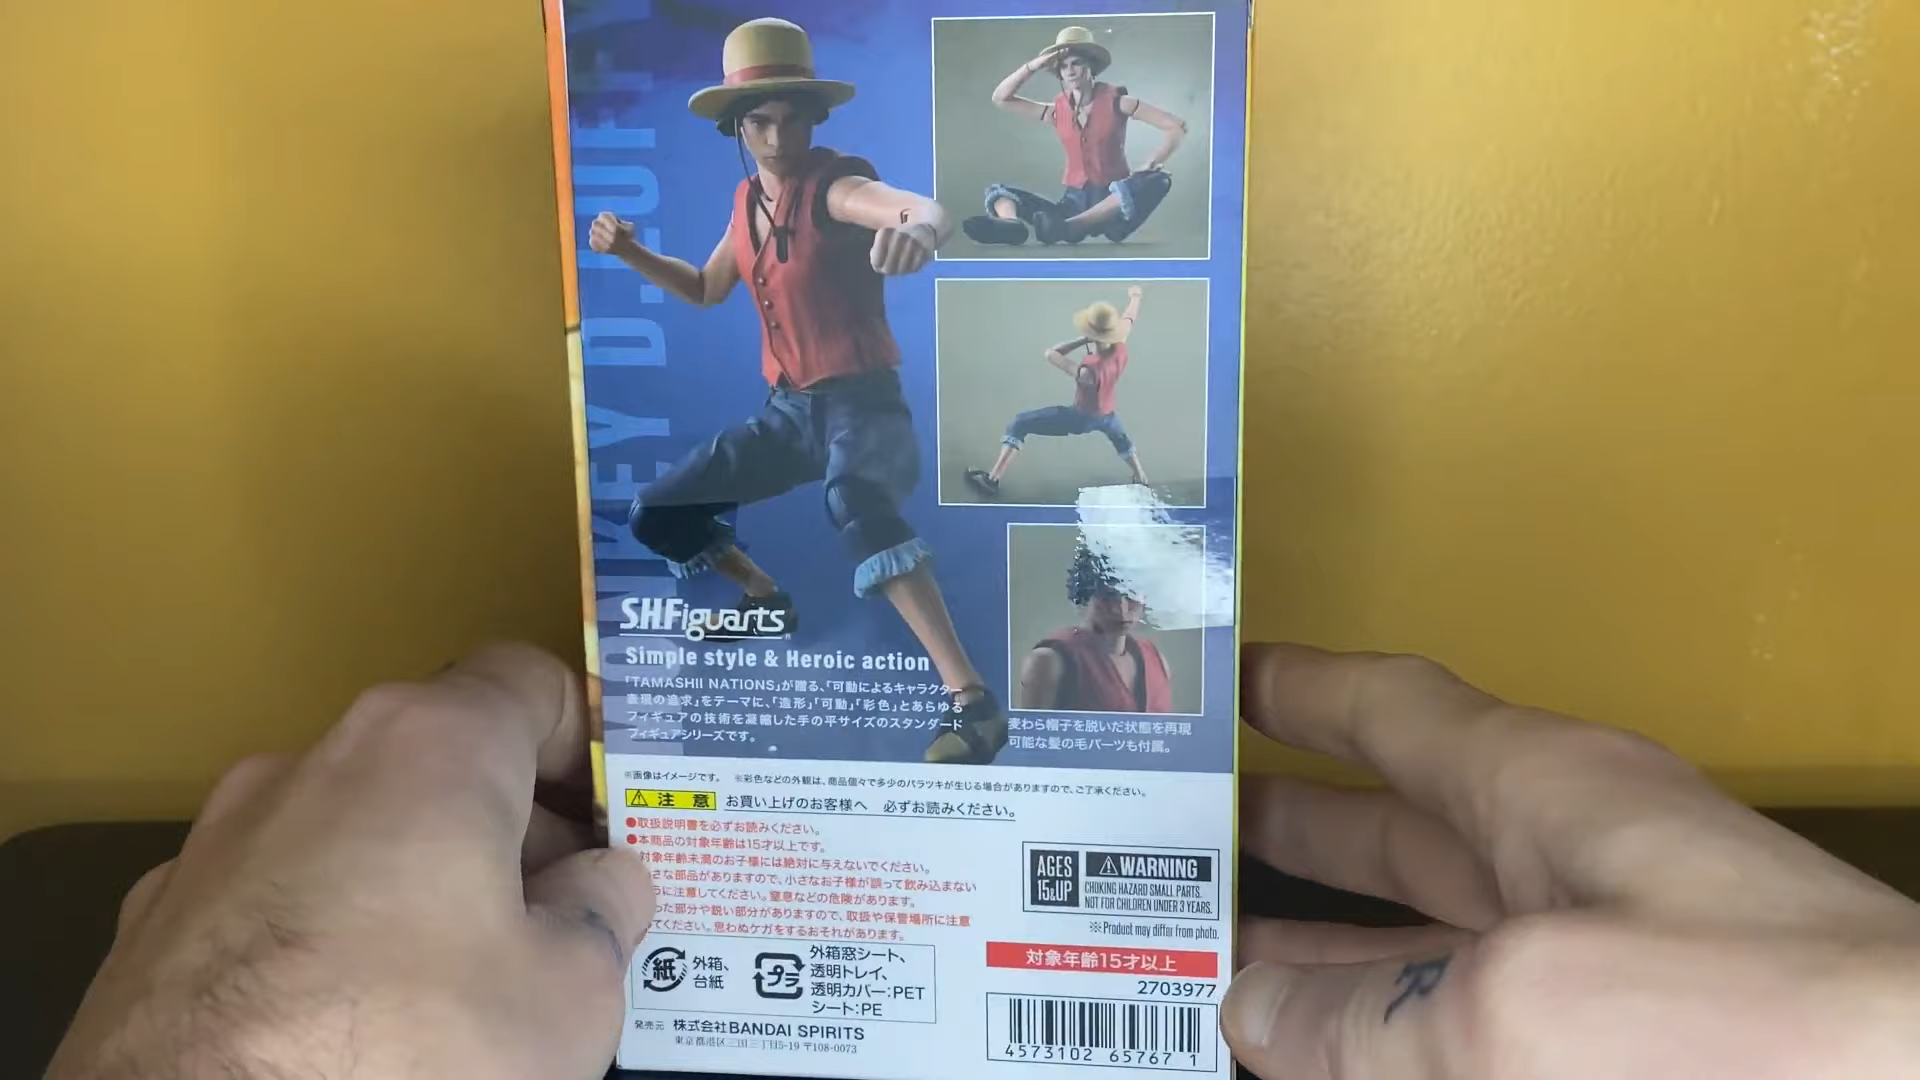 MONKEY D. LUF
S.H.Figuarts
Simple style & Heroic action
「TAMASHII NATIONS」が贈る、「可動によるキャラクター
表現の追求」をテーマに、「造形」「可動」「彩色」とあらゆる
フィギュアの技術を凝縮した手の平サイズのスタンダード
フィギュアシリーズです。
麦わら帽子を脱いだ状態を再現
可能な髪の毛パーツも付属。
※画像はイメージです。 ※彩色などの外観は、商品個々で多少のバラツキが生じる場合がありますので、ご了承ください。
⚠注 意 お買い上げのお客様へ 必ずお読みください。
●取扱説明書を必ずお読みください。
●本商品の対象年齢は15才以上です。
対象年齢未満のお子様には絶対に与えないでください。
さな部品がありますので、小さなお子様が誤って飲み込まない
うに注意してください。窒息などの危険があります。
った部分や鋭い部分がありますので、取扱や保管場所に注意
てください。思わぬケガをするおそれがあります。
AGES
15&UP
⚠WARNING
CHOKING HAZARD SMALL PARTS.
NOT FOR CHILDREN UNDER 3 YEARS.
※Product may differ from photo.
紙 外箱、
台紙
プラ 外箱窓シート、
透明トレイ、
透明カバー:PET
シート:PE
対象年齢15才以上
2703977
発売元 株式会社BANDAI SPIRITS
東京都港区三田三丁目5-19 〒108-0073
4573102 65767 1
R